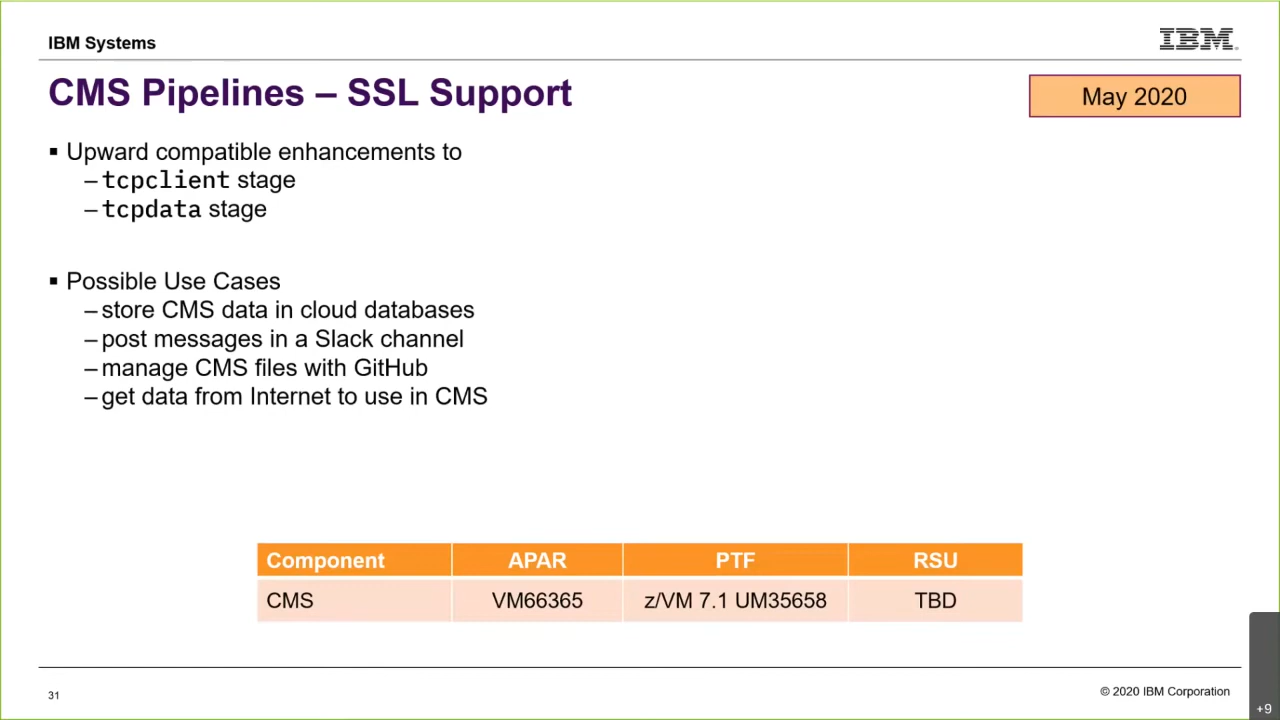 IBM Systems
IBM
CMS Pipelines – SSL Support
May 2020
▪ Upward compatible enhancements to
–tcpclient stage
–tcpdata stage
▪ Possible Use Cases
–store CMS data in cloud databases
–post messages in a Slack channel
–manage CMS files with GitHub
–get data from Internet to use in CMS
Component APAR PTF RSU
CMS VM66365 z/VM 7.1 UM35658 TBD
31
© 2020 IBM Corporation
+9